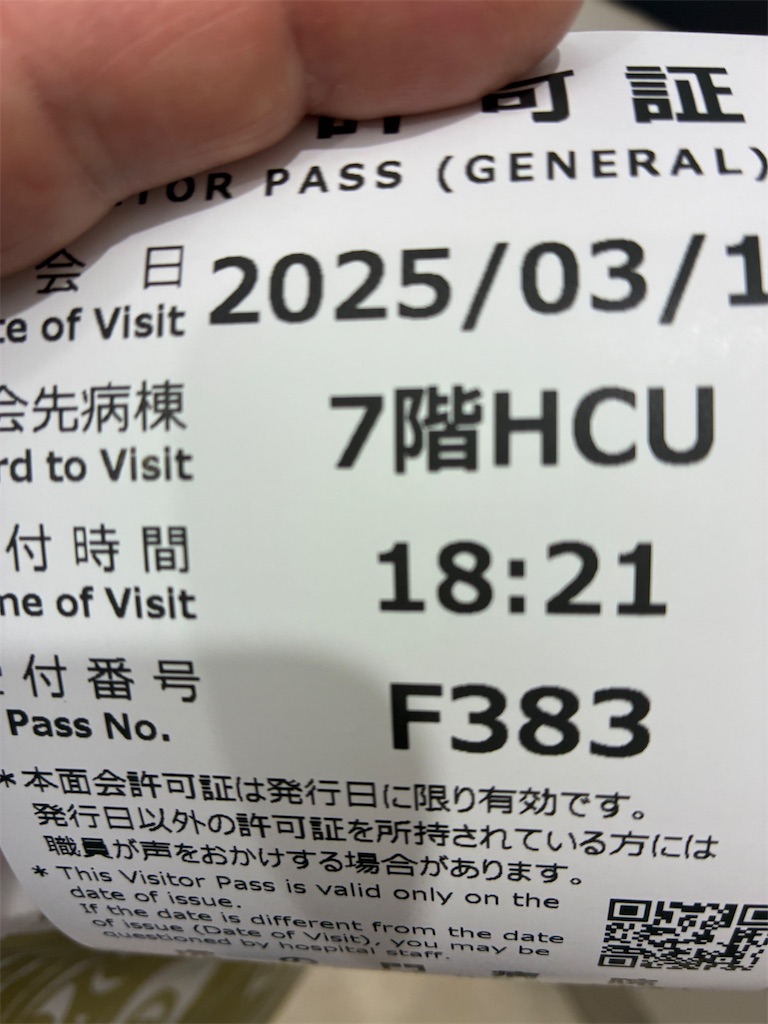 可証
PASS (GENERAL)
会日 2025/03/1
of Visit
会先病棟 7階HCU
to Visit
付時間 18:21
of Visit
付番号 F383
Pass No.
*本面会許可証は発行日に限り有効です。
発行日以外の許可証を所持されている方には
職員が声をおかけする場合があります。
* This Visitor Pass is valid only on the
date of issue.
If the date is different from the date
of issue (Date of Visit), you may be
questioned by hospital staff.